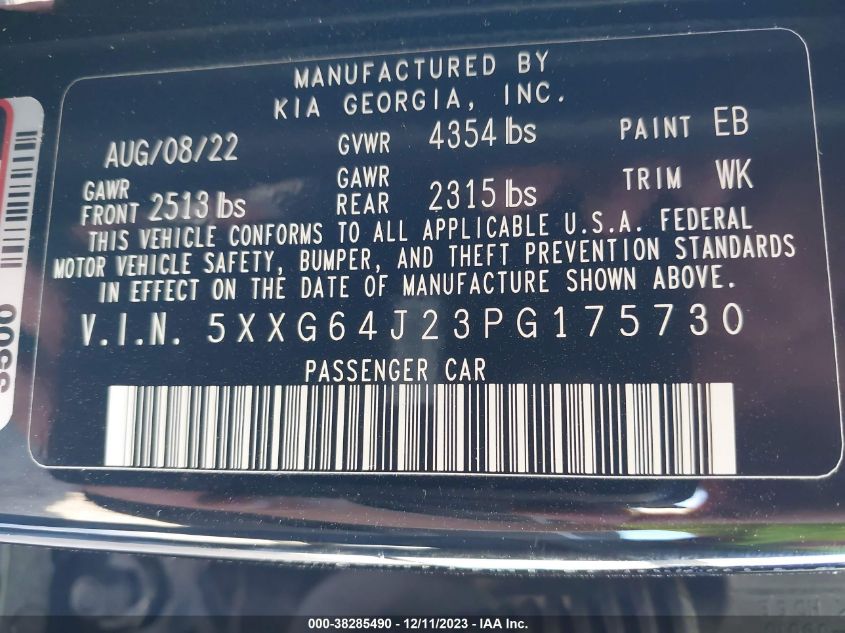 MANUFACTURED BY
KIA GEORGIA, INC.
AUG/08/22 GVWR 4354 lbs PAINT EB
GAWR FRONT 2513 lbs GAWR REAR 2315 lbs TRIM WK
THIS VEHICLE CONFORMS TO ALL APPLICABLE U.S.A. FEDERAL
MOTOR VEHICLE SAFETY, BUMPER, AND THEFT PREVENTION STANDARDS
IN EFFECT ON THE DATE OF MANUFACTURE SHOWN ABOVE.
V.I.N. 5XXG64J23PG175730
PASSENGER CAR
000-38285490 - 12/11/2023 - IAA Inc.